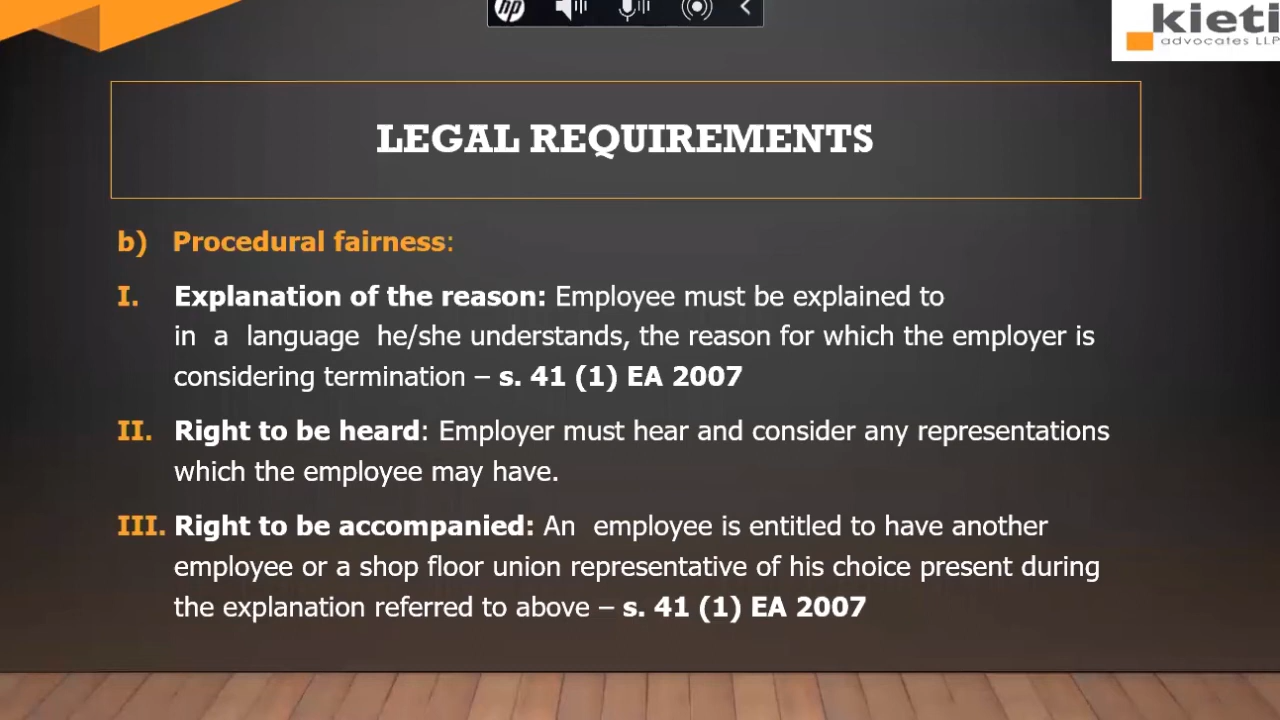 hp
kieti
advocates LLP
LEGAL REQUIREMENTS
b) Procedural fairness:
I. Explanation of the reason: Employee must be explained to
in a language he/she understands, the reason for which the employer is
considering termination – s. 41 (1) EA 2007
II. Right to be heard: Employer must hear and consider any representations
which the employee may have.
III. Right to be accompanied: An employee is entitled to have another
employee or a shop floor union representative of his choice present during
the explanation referred to above – s. 41 (1) EA 2007